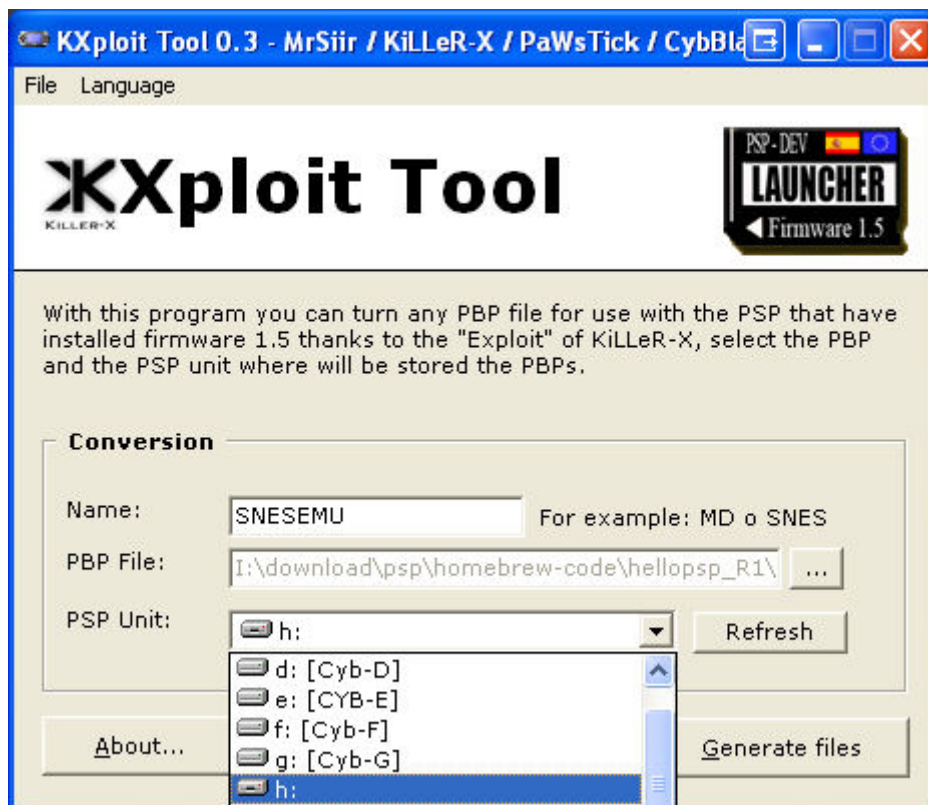 KXploit Tool 0.3 - MrSiir / KiLLeR-X / PaWsTick / CybBla
File Language
KXploit Tool
KILLER-X
PSP-DEV
LAUNCHER
Firmware 1.5
With this program you can turn any PBP file for use with the PSP that have
installed firmware 1.5 thanks to the "Exploit" of KiLLeR-X, select the PBP
and the PSP unit where will be stored the PBPs.
Conversion
Name: SNESEMU For example: MD o SNES
PBP File: I:\download\psp\homebrew-code\hellopsp_R1\ ...
PSP Unit: h: Refresh
d: [Cyb-D]
e: [CYB-E]
f: [Cyb-F]
g: [Cyb-G]
h:
About... Generate files